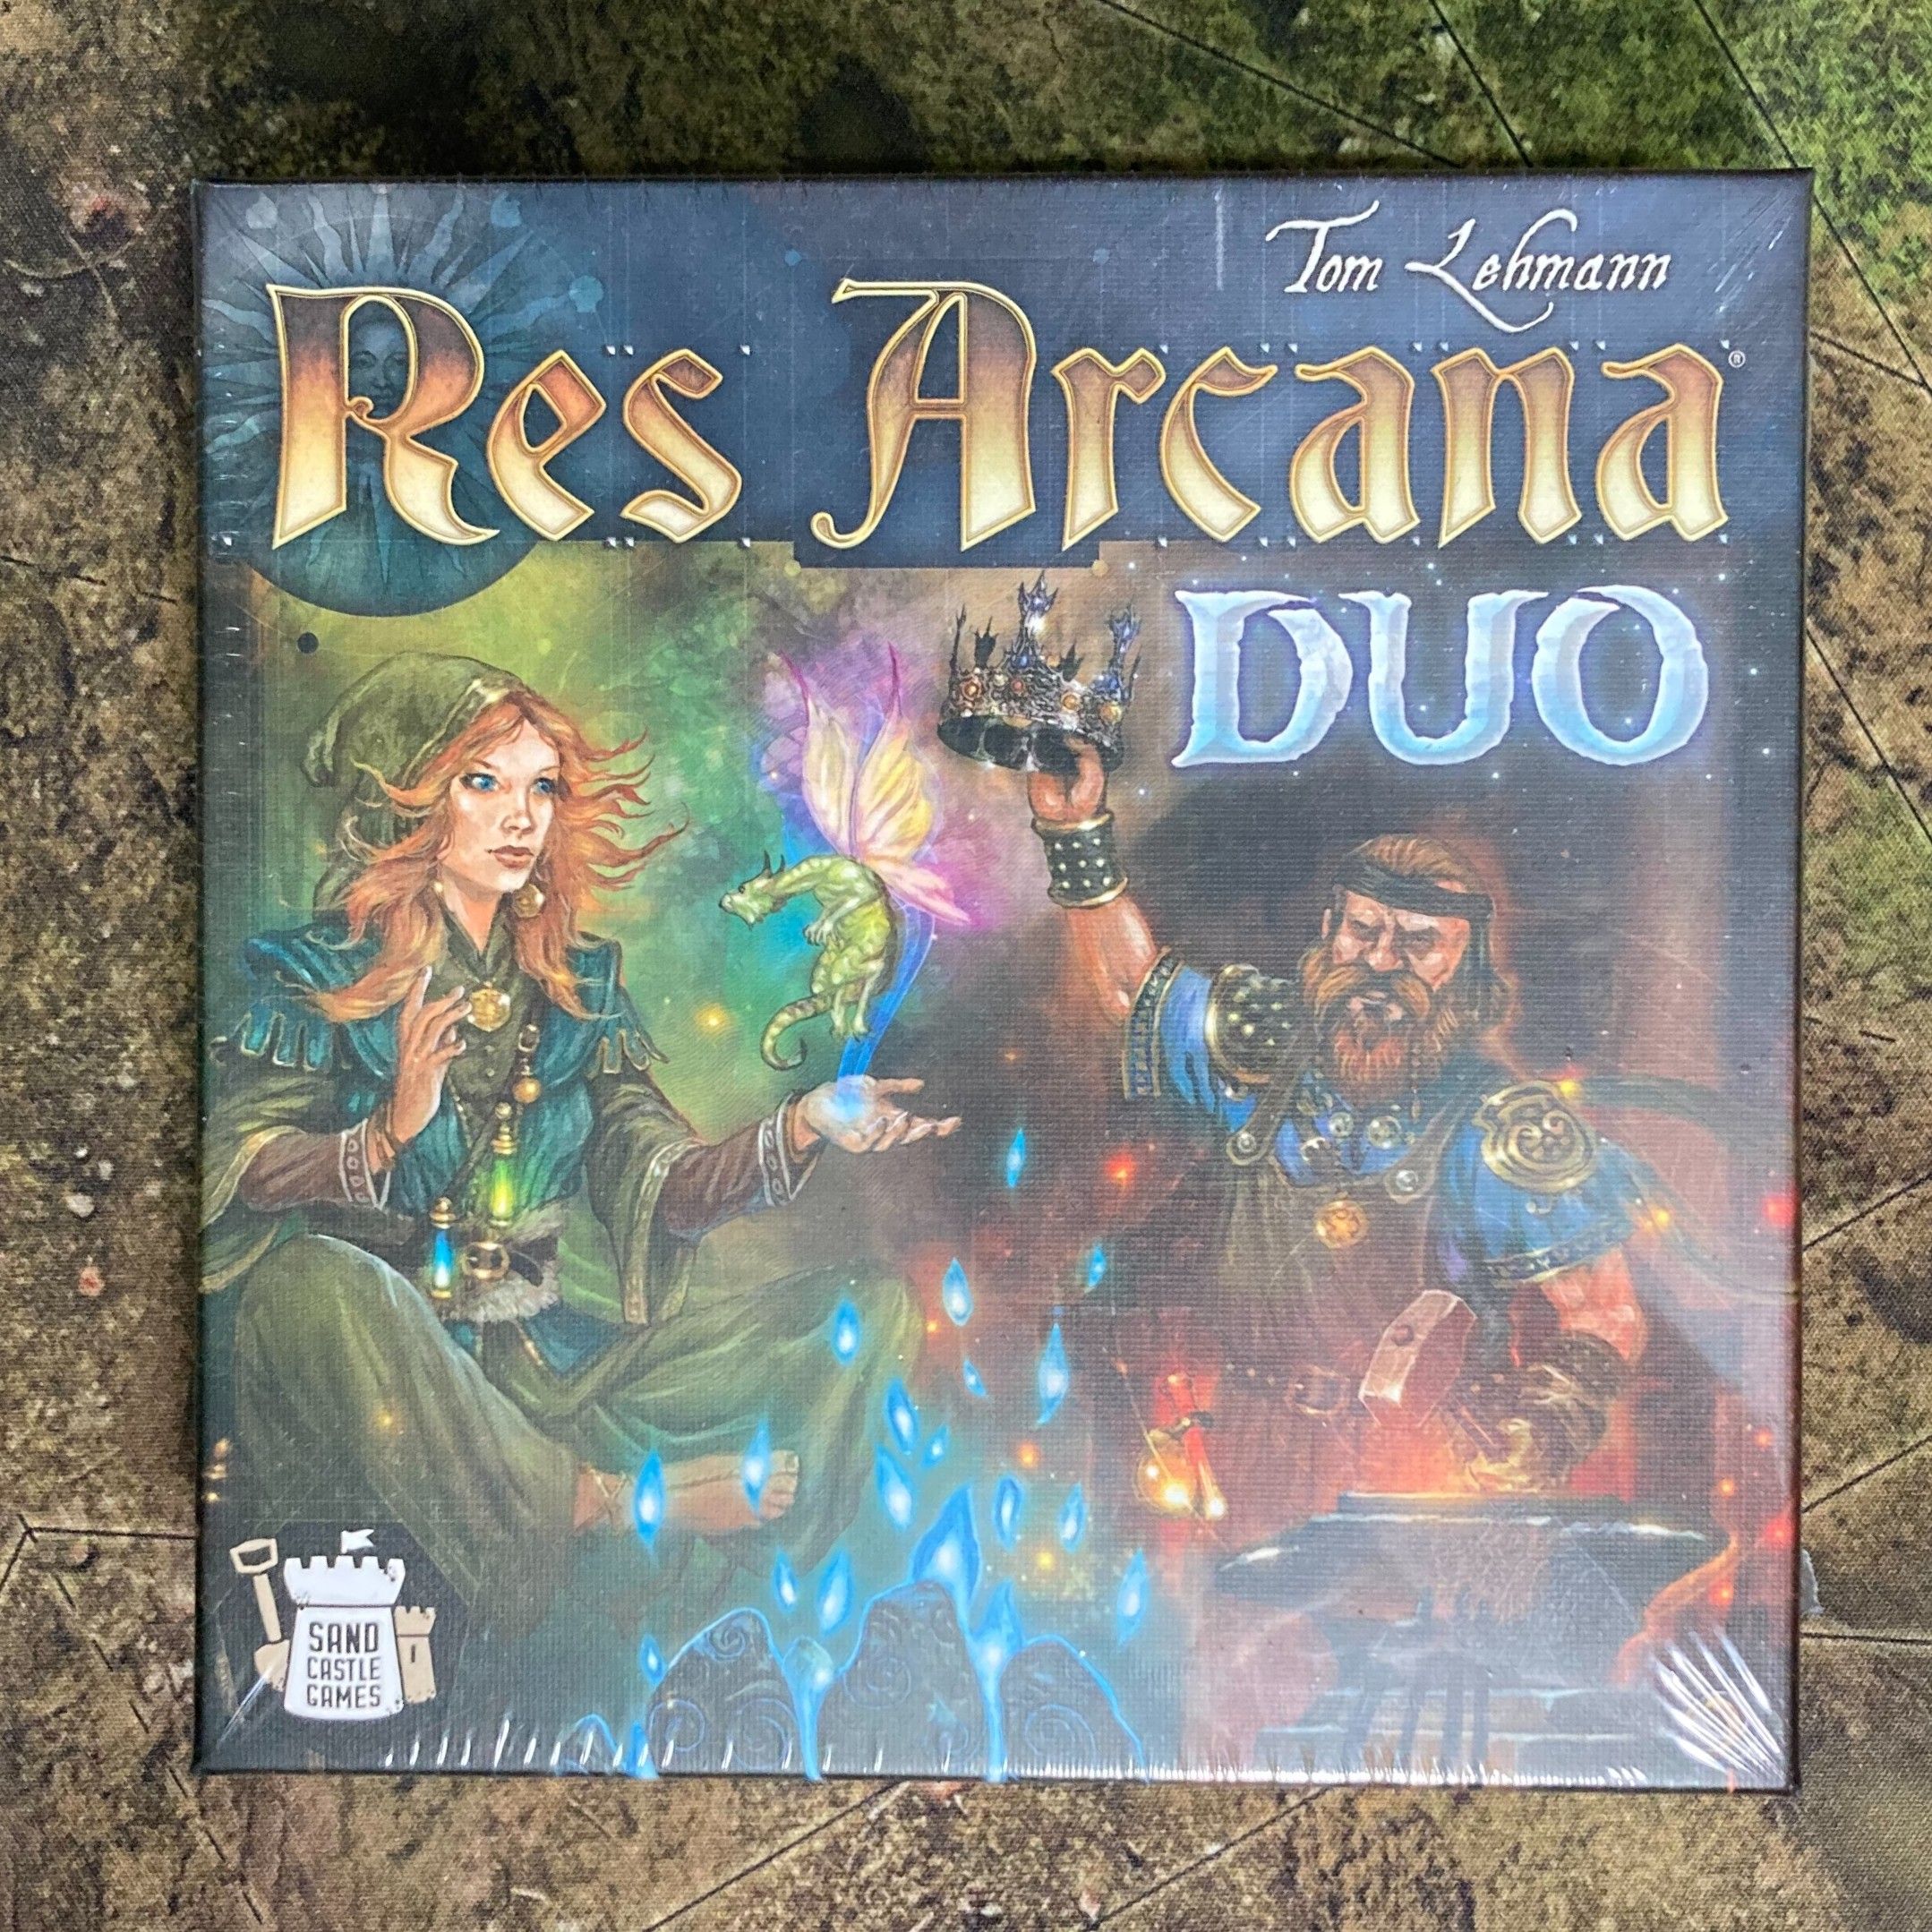 Tom Lehmann
Res Arcana®
DUO
SAND
CASTLE
GAMES